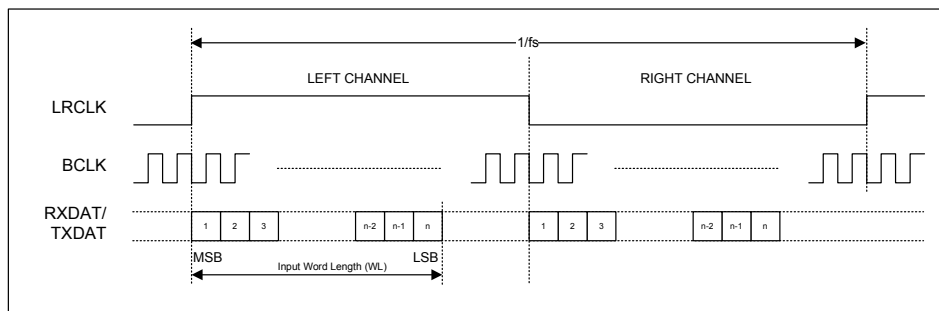 1/fs
LEFT CHANNEL RIGHT CHANNEL
LRCLK
BCLK
RXDAT/
TXDAT
1 2 3 n-2 n-1 n 1 2 3 n-2 n-1 n
MSB LSB
Input Word Length (WL)